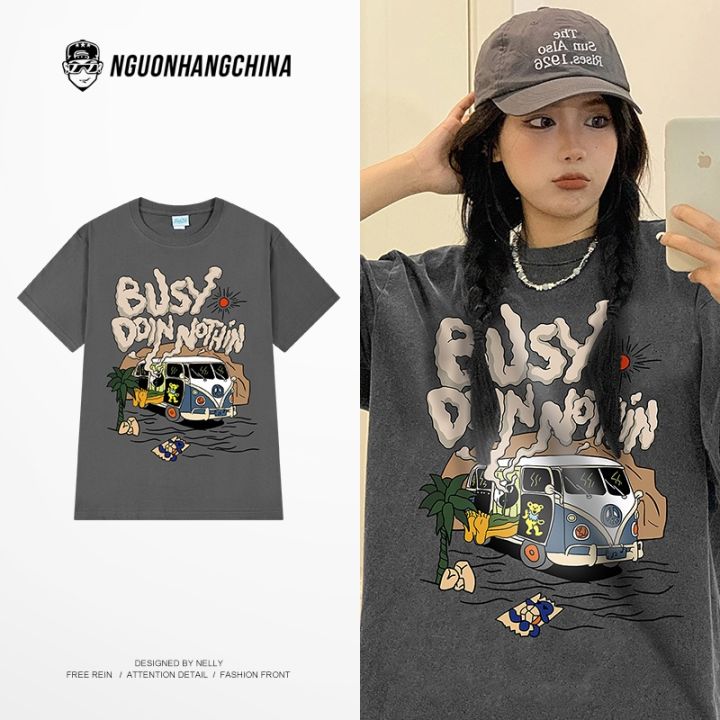 NGUONHANGCHINA
The
Sun Also
Rises.1926
BUSY
DOIN NOTHIN
BUSY
DOIN NOTHIN
DESIGNED BY NELLY
FREE REIN / ATTENTION DETAIL / FASHION FRONT